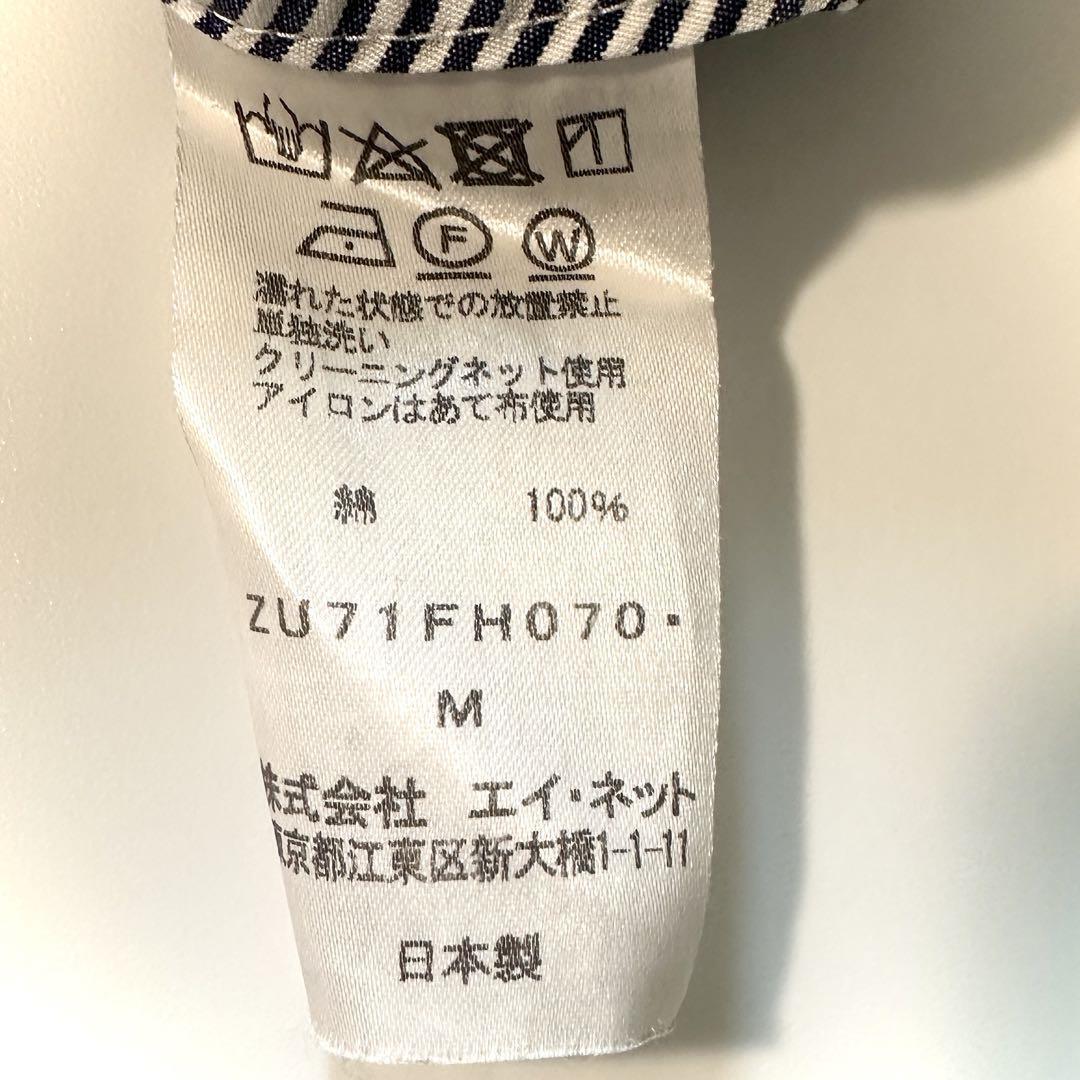 F W
濡れた状態での放置禁止
単独洗い
クリーニングネット使用
アイロンはあて布使用
綿 100%
ZU71FH070・
M
株式会社 エイ・ネット
東京都江東区新大橋1-1-11
日本製